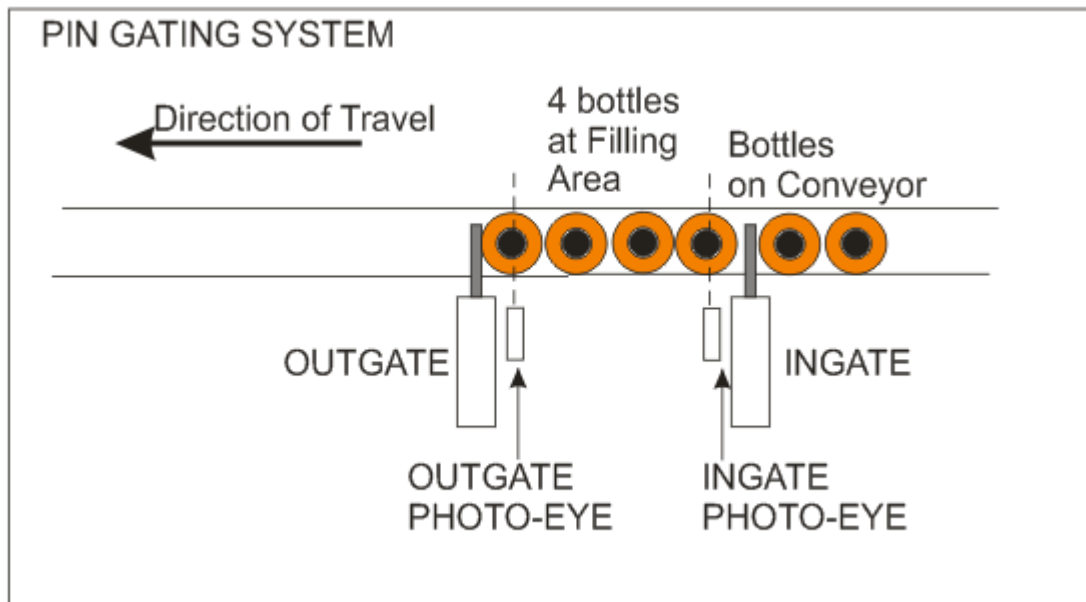 PIN GATING SYSTEM
Direction of Travel
4 bottles
at Filling
Area
Bottles
on Conveyor
OUTGATE
INGATE
OUTGATE
PHOTO-EYE
INGATE
PHOTO-EYE